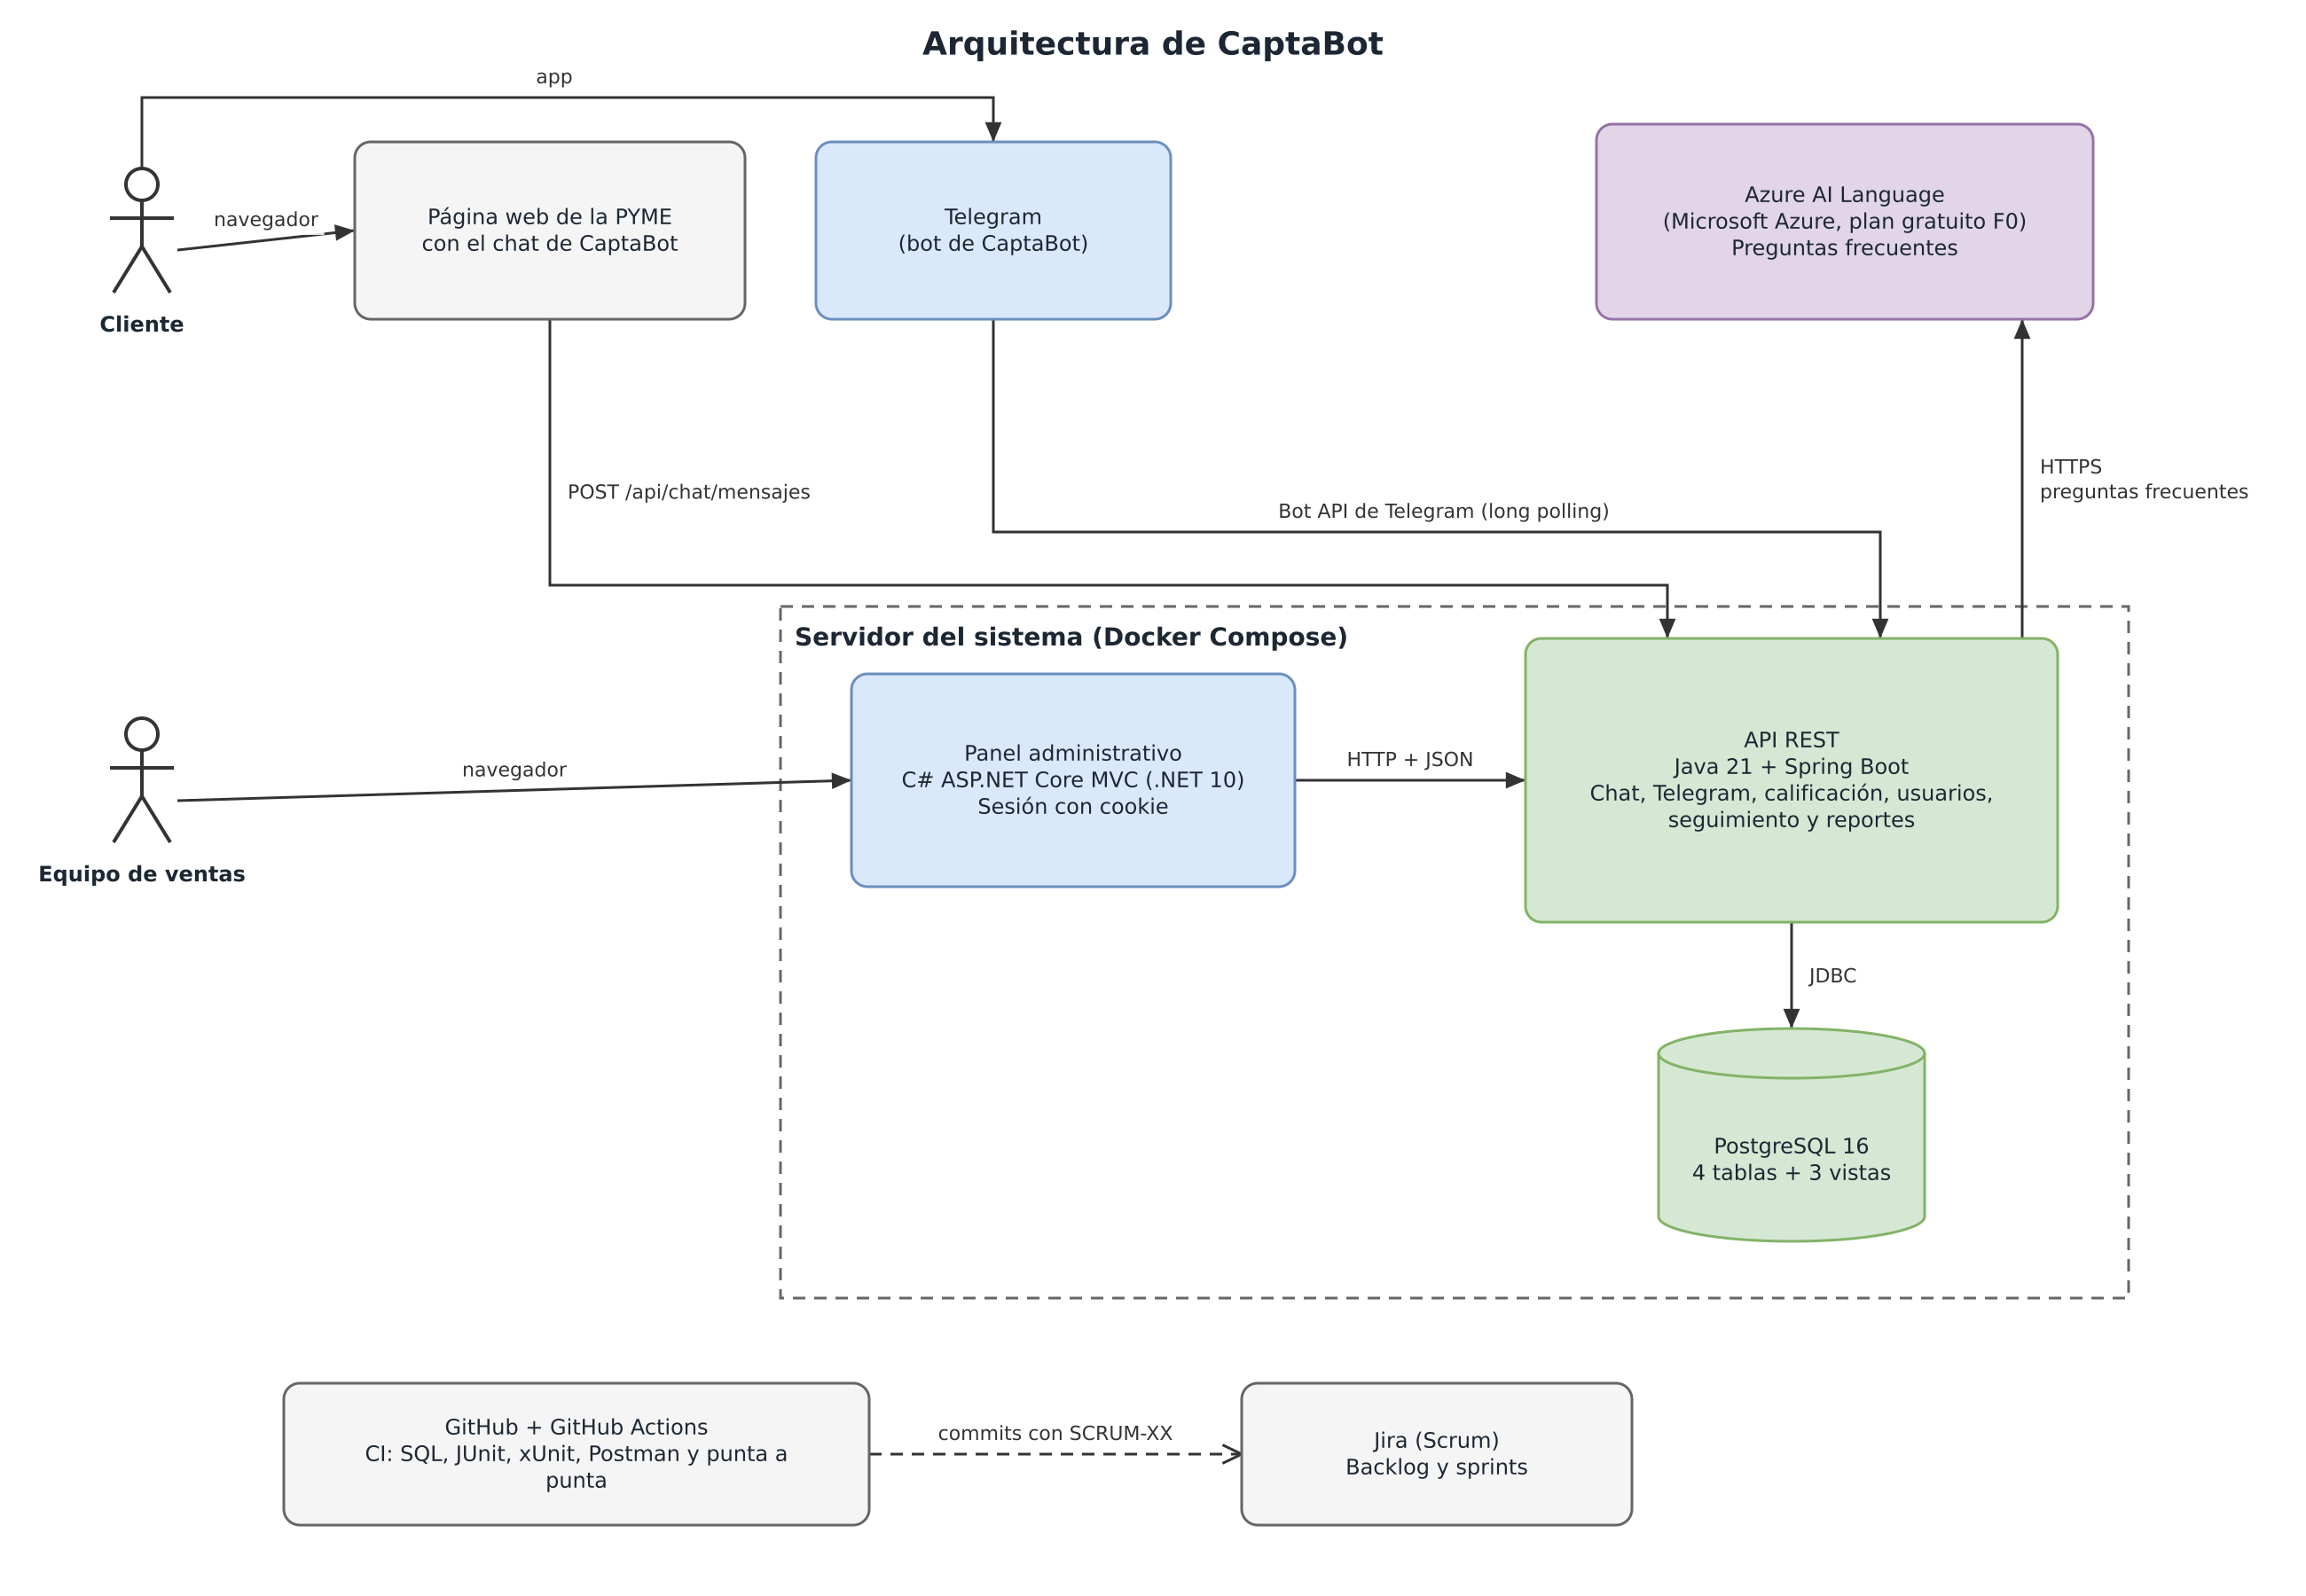 Arquitectura de CaptaBot
app
navegador
Cliente
Página web de la PYME
con el chat de CaptaBot
Telegram
(bot de CaptaBot)
Azure AI Language
(Microsoft Azure, plan gratuito F0)
Preguntas frecuentes
POST /api/chat/mensajes
Bot API de Telegram (long polling)
HTTPS
preguntas frecuentes
Servidor del sistema (Docker Compose)
Equipo de ventas
navegador
Panel administrativo
C# ASP.NET Core MVC (.NET 10)
Sesión con cookie
HTTP + JSON
API REST
Java 21 + Spring Boot
Chat, Telegram, calificación, usuarios,
seguimiento y reportes
JDBC
PostgreSQL 16
4 tablas + 3 vistas
GitHub + GitHub Actions
CI: SQL, JUnit, xUnit, Postman y punta a
punta
commits con SCRUM-XX
Jira (Scrum)
Backlog y sprints